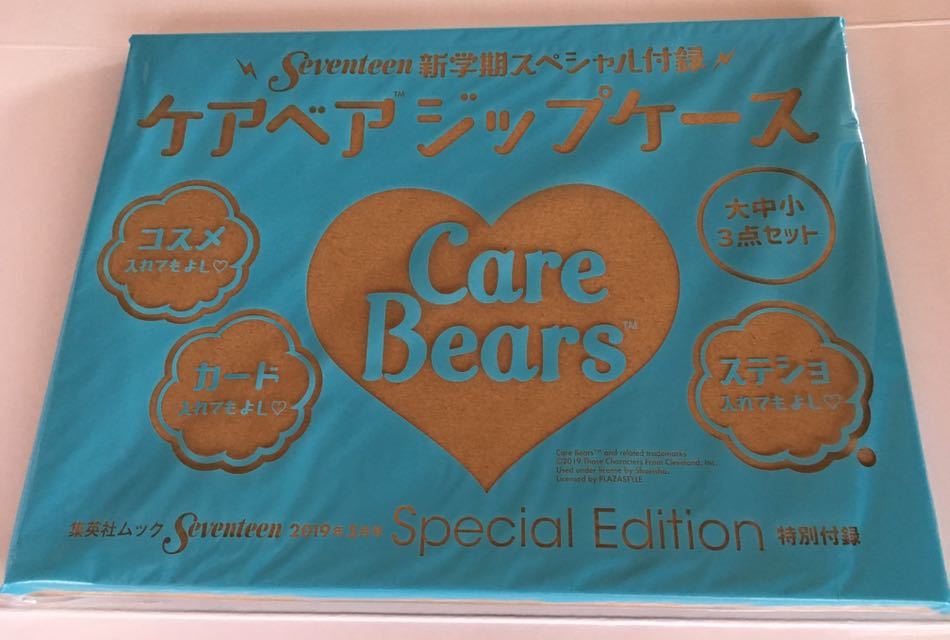 Seventeen 新学期スペシャル付録
ケアベア™ ジップケース
コスメ
入れてもよし♡
大中小
3点セット
Care
Bears™
カード
入れてもよし♡
ステショ
入れてもよし♡
Care Bears™ and related trademarks
©2019 Those Characters From Cleveland, Inc.
Used under license by Shueisha.
Licensed by PLAZASTYLE
集英社ムック Seventeen 2019年5月号 Special Edition 特別付録